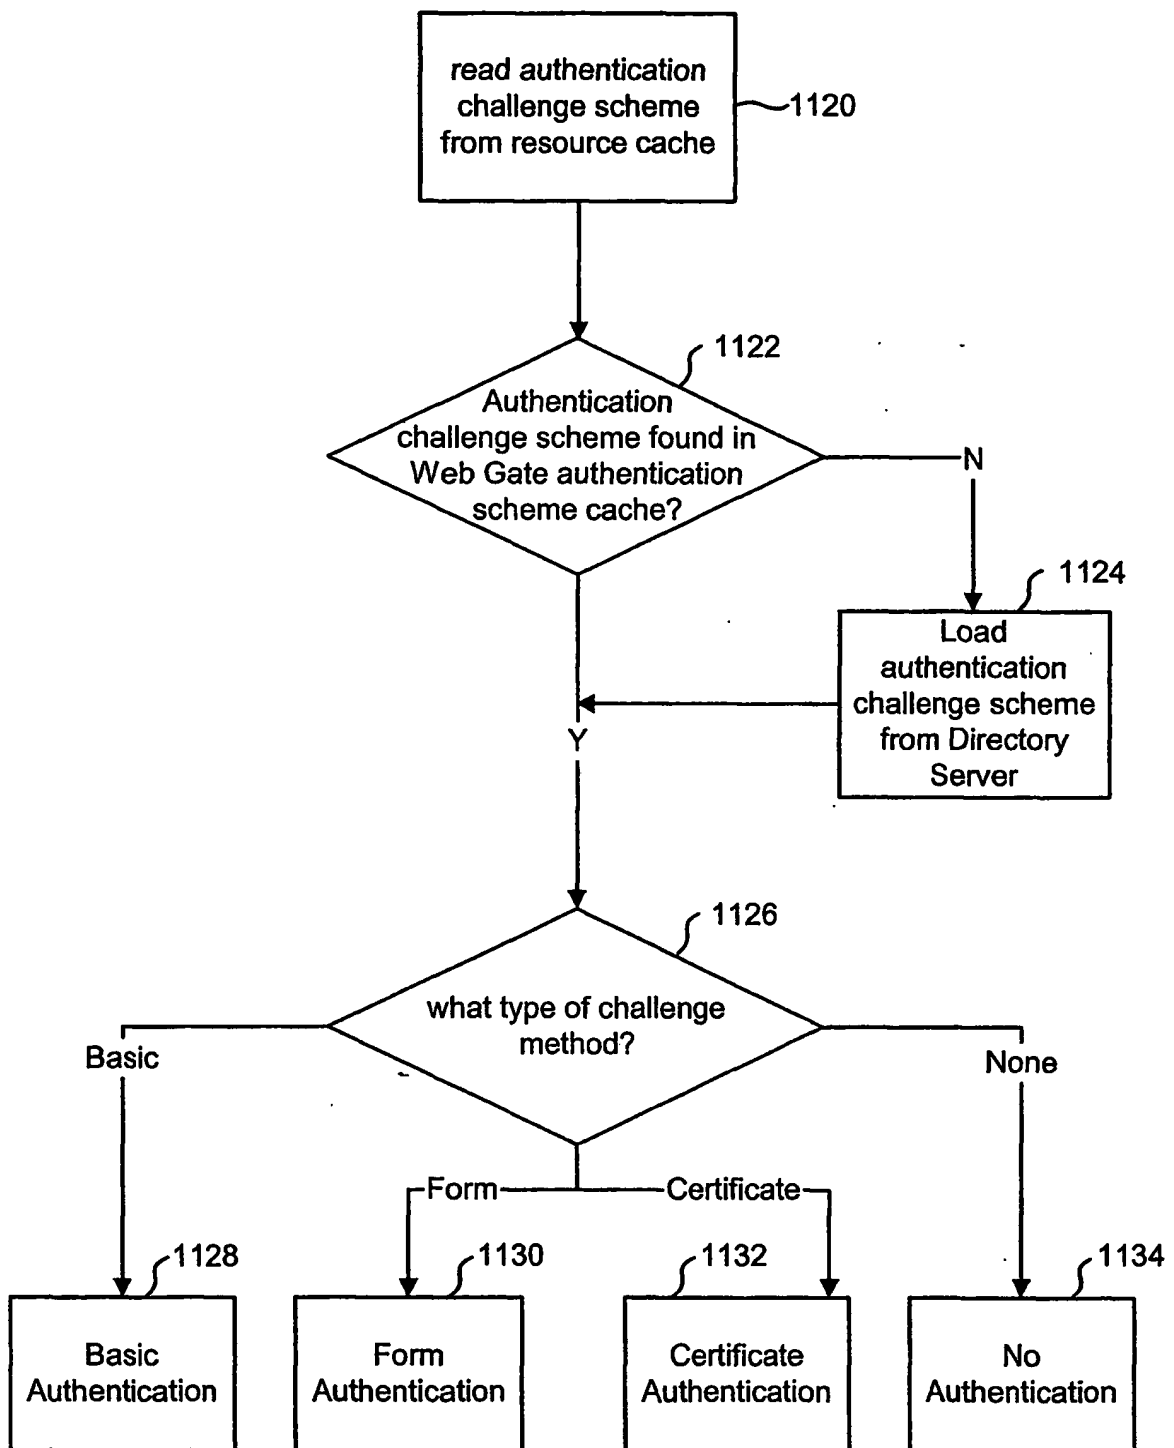 read authentication
challenge scheme
from resource cache
1120
1122
Authentication
challenge scheme found in
Web Gate authentication
scheme cache?
N
1124
Load
authentication
challenge scheme
from Directory
Server
Y
1126
what type of challenge
method?
Basic
None
Form
Certificate
1128
1130
1132
1134
Basic
Authentication
Form
Authentication
Certificate
Authentication
No
Authentication